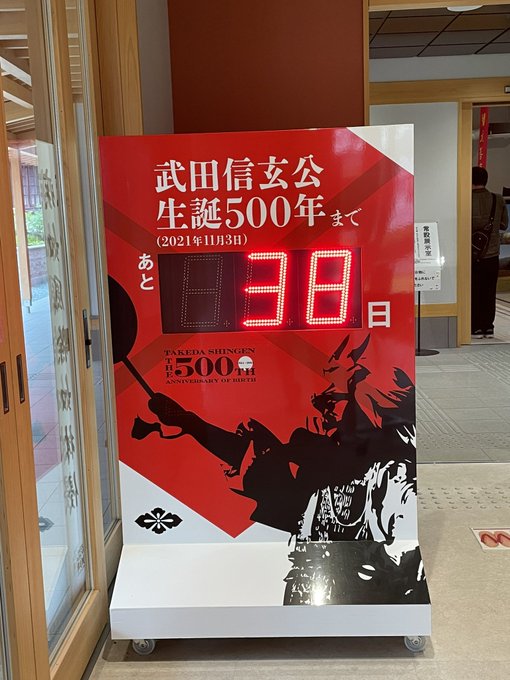 武田信玄公
生誕500年まで
(2021年11月3日)
あと
38日
TAKEDA SHINGEN
THE 500TH
ANNIVERSARY OF BIRTH
常設展示室